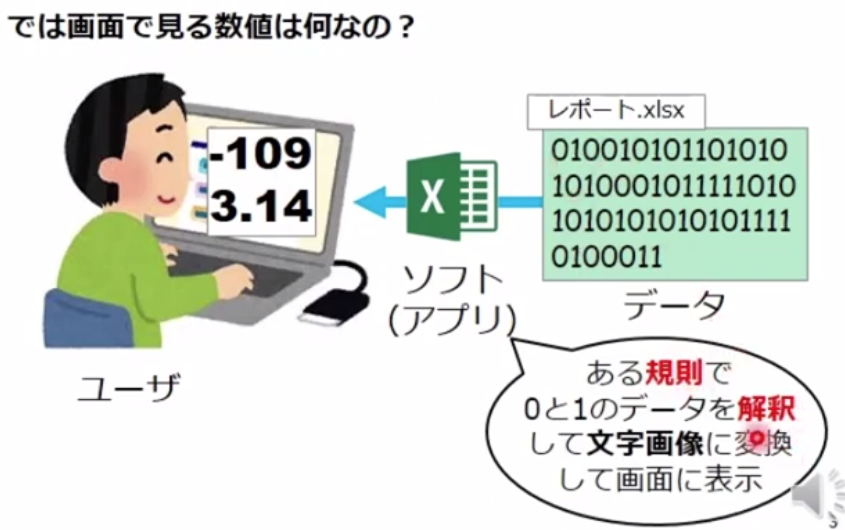 では画面で見る数値は何なの？
-109
3.14
X
レポート.xlsx
010010101101010
1010001011111010
1010101010101111
0100011
ソフト
(アプリ)
データ
ユーザ
ある規則で
0と1のデータを解釈
して文字画像に変換
して画面に表示
3